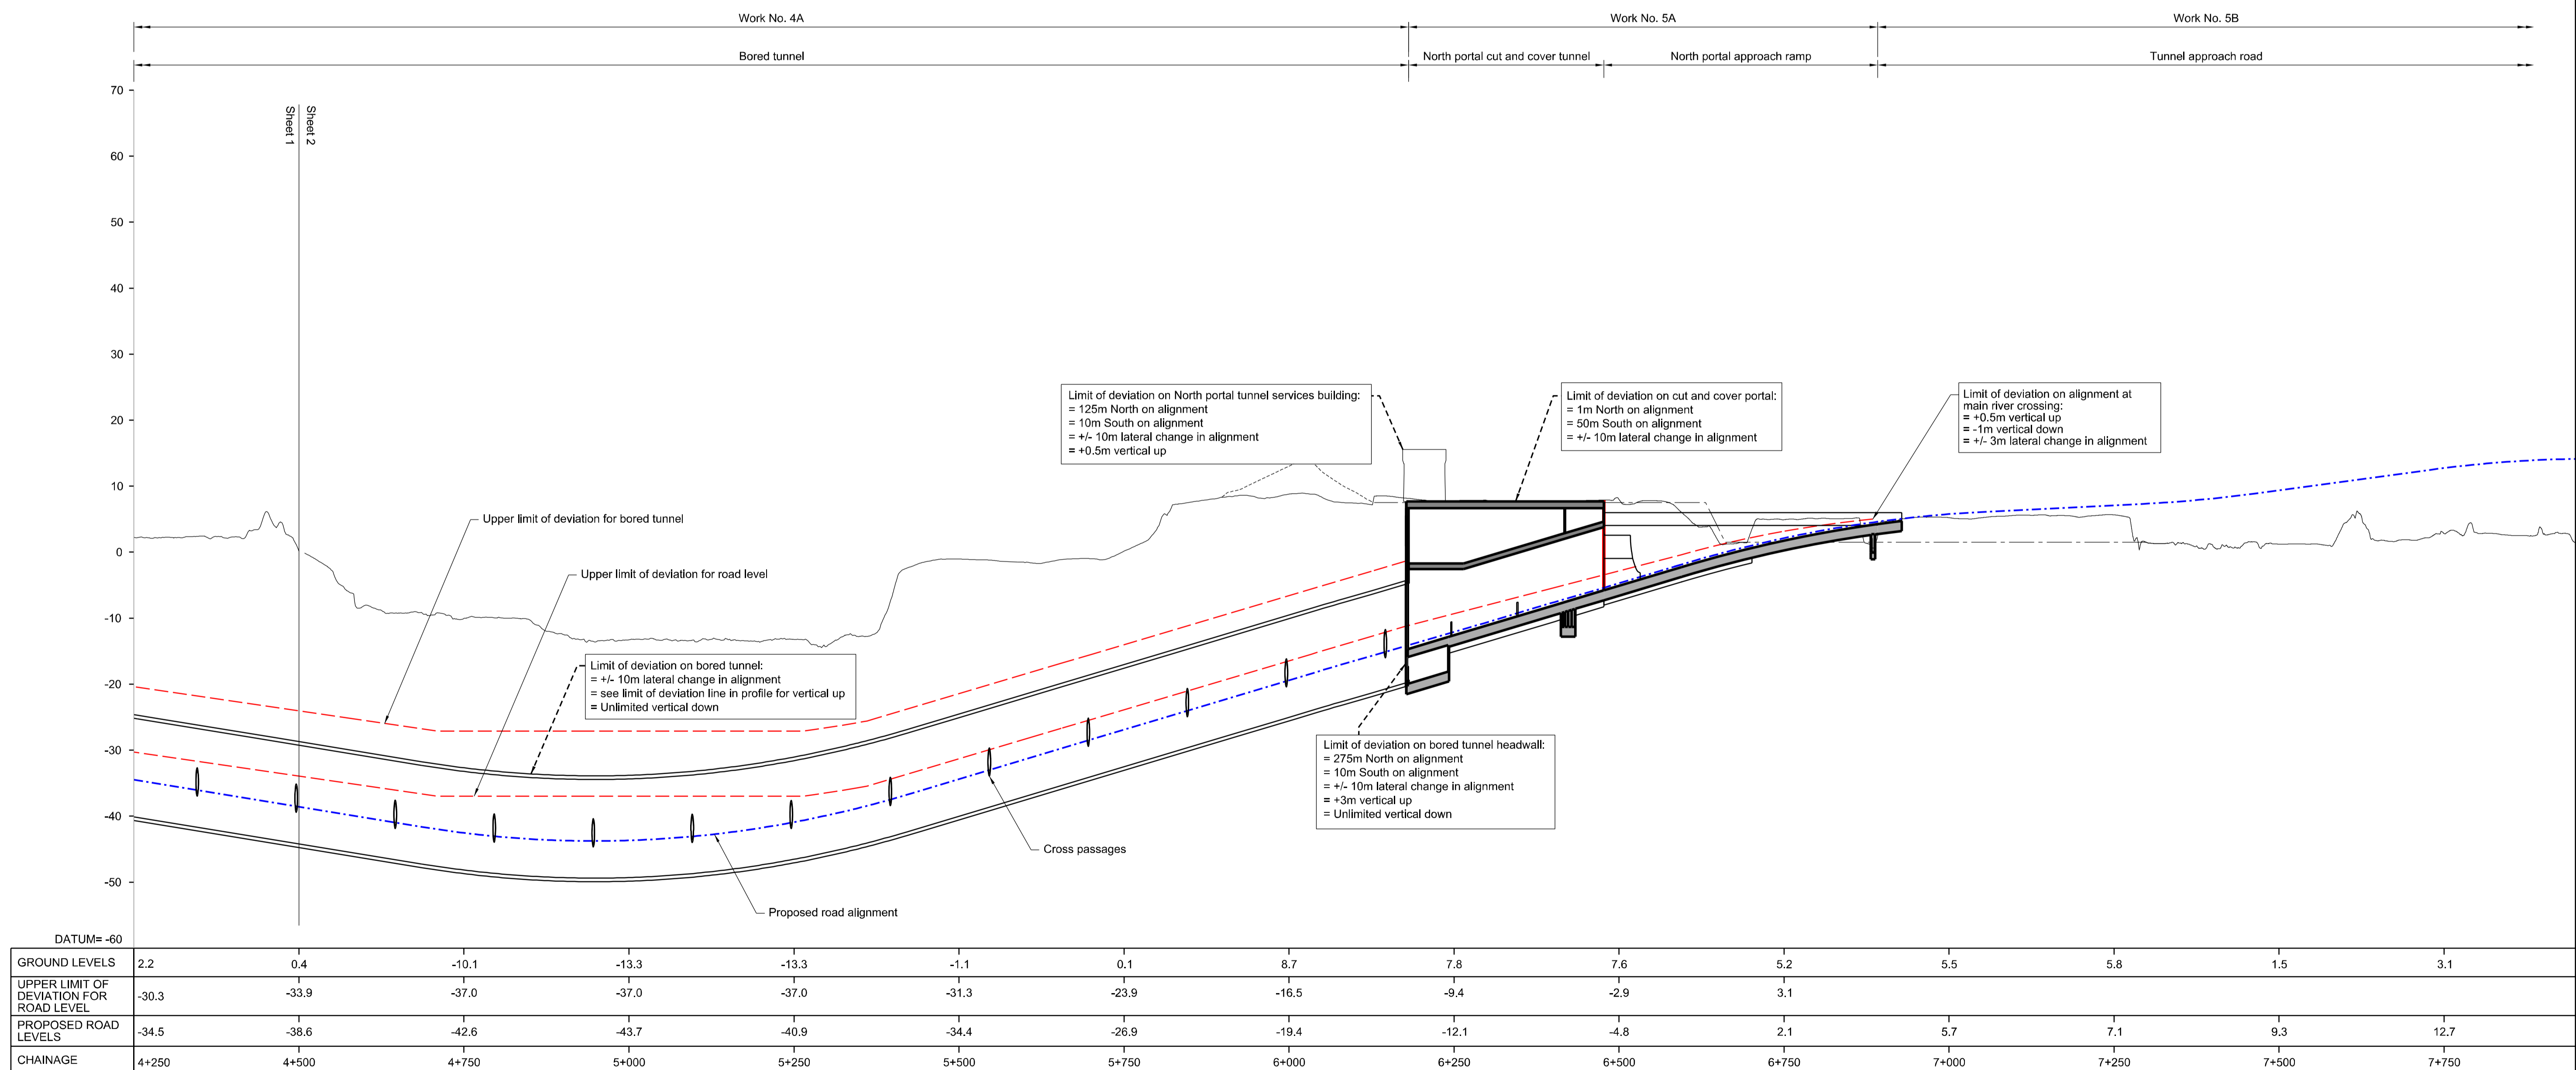 Work No. 4A
Work No. 5A
Work No. 5B
Bored tunnel
North portal cut and cover tunnel
North portal approach ramp
Tunnel approach road
70
60
50
40
30
20
10
0
-10
-20
-30
-40
-50
Sheet 1
Sheet 2
Limit of deviation on North portal tunnel services building:
= 125m North on alignment
= 10m South on alignment
= +/- 10m lateral change in alignment
= +0.5m vertical up
Limit of deviation on cut and cover portal:
= 1m North on alignment
= 50m South on alignment
= +/- 10m lateral change in alignment
Limit of deviation on alignment at
main river crossing:
= +0.5m vertical up
= -1m vertical down
= +/- 3m lateral change in alignment
Upper limit of deviation for bored tunnel
Upper limit of deviation for road level
Limit of deviation on bored tunnel:
= +/- 10m lateral change in alignment
= see limit of deviation line in profile for vertical up
= Unlimited vertical down
Limit of deviation on bored tunnel headwall:
= 275m North on alignment
= 10m South on alignment
= +/- 10m lateral change in alignment
= +3m vertical up
= Unlimited vertical down
Cross passages
Proposed road alignment
DATUM= -60
GROUND LEVELS 2.2 0.4 -10.1 -13.3 -13.3 -1.1 0.1 8.7 7.8 7.6 5.2 5.5 5.8 1.5 3.1
UPPER LIMIT OF
DEVIATION FOR
ROAD LEVEL
-30.3 -33.9 -37.0 -37.0 -37.0 -31.3 -23.9 -16.5 -9.4 -2.9 3.1
PROPOSED ROAD
LEVELS
-34.5 -38.6 -42.6 -43.7 -40.9 -34.4 -26.9 -19.4 -12.1 -4.8 2.1 5.7 7.1 9.3 12.7
CHAINAGE 4+250 4+500 4+750 5+000 5+250 5+500 5+750 6+000 6+250 6+500 6+750 7+000 7+250 7+500 7+750